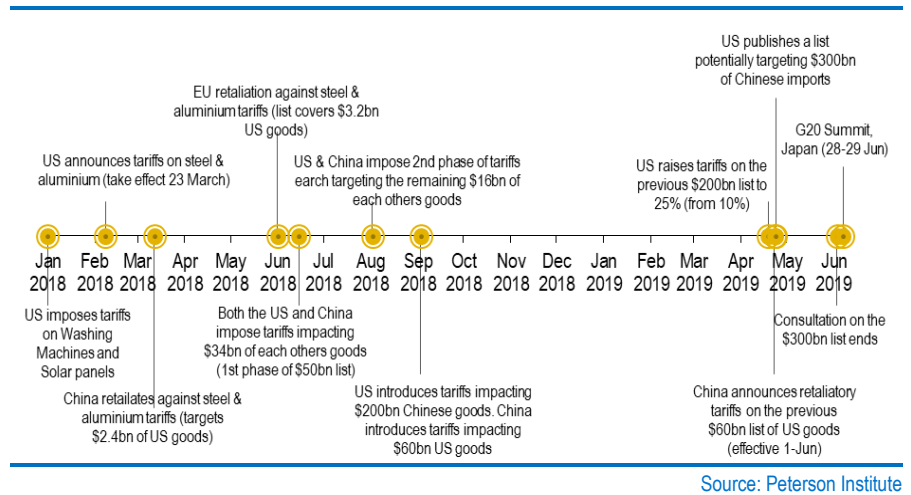 US publishes a list
potentially targeting $300bn
of Chinese imports
EU retaliation against steel &
aluminium tariffs (list covers $3.2bn
US goods)
G20 Summit,
Japan (28-29 Jun)
US announces tariffs on steel &
aluminium (take effect 23 March)
US & China impose 2nd phase of tariffs
earch targeting the remaining $16bn of
each others goods
US raises tariffs on the
previous $200bn list to
25% (from 10%)
Jan Feb Mar Apr May Jun Jul Aug Sep Oct Nov Dec Jan Feb Mar Apr May Jun
2018 2018 2018 2018 2018 2018 2018 2018 2018 2018 2018 2018 2019 2019 2019 2019 2019 2019
US imposes tariffs
on Washing
Machines and
Solar panels
Both the US and China
impose tariffs impacting
$34bn of each others goods
(1st phase of $50bn list)
Consultation on the
$300bn list ends
China retailates against steel &
aluminium tariffs (targets
$2.4bn of US goods)
US introduces tariffs impacting
$200bn Chinese goods. China
introduces tariffs impacting
$60bn US goods
China announces retaliatory
tariffs on the previous
$60bn list of US goods
(effective 1-Jun)
Source: Peterson Institute